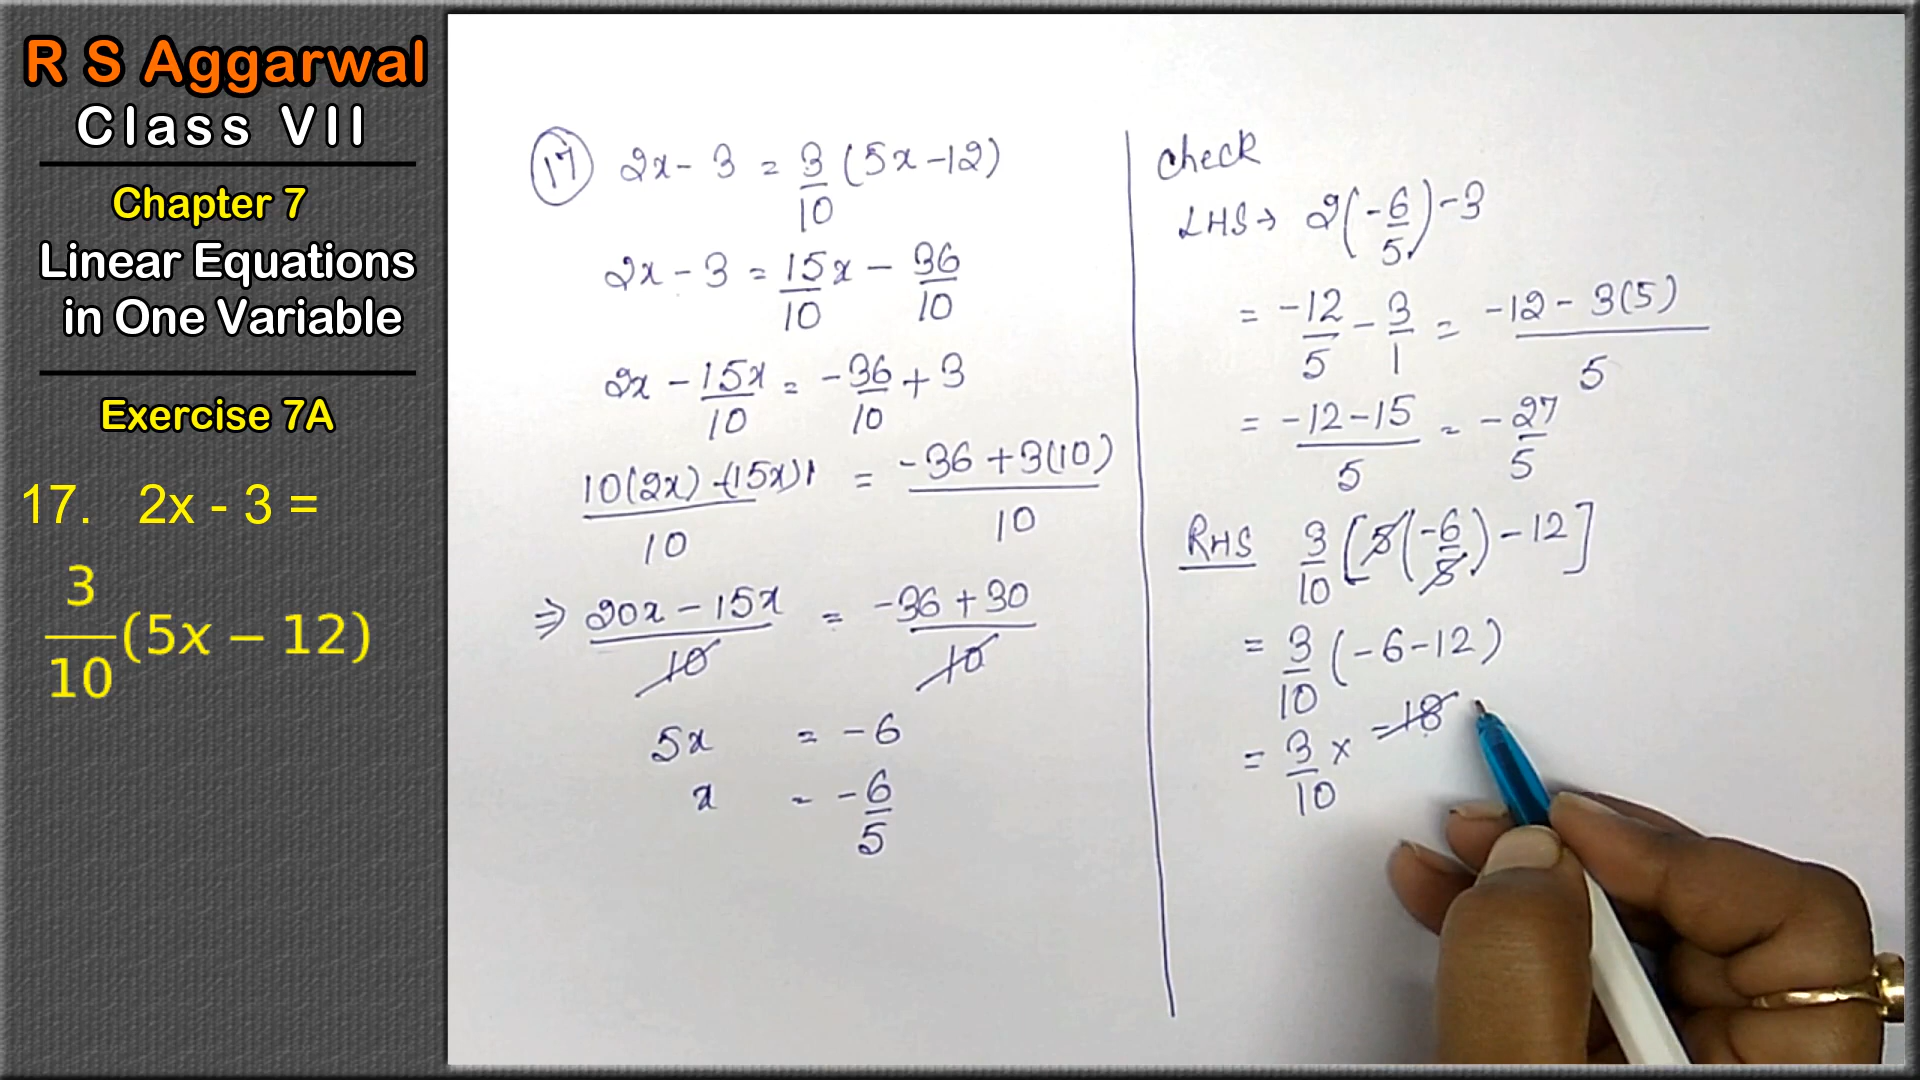 R S Aggarwal
Class VII
Chapter 7
Linear Equations
in One Variable
Exercise 7A
17. 2x - 3 =
3/10 (5x − 12)
17 2x - 3 = 3/10 (5x - 12)
2x - 3 = 15/10 x - 36/10
2x - 15x/10 = -36/10 + 3
10(2x) - (15x)1 / 10 = -36 + 3(10) / 10
⇒ 20x - 15x / 10 = -36 + 30 / 10
5x = -6
x = -6/5
Check
LHS → 2(-6/5) - 3
= -12/5 - 3/1 = -12 - 3(5) / 5
= -12 - 15 / 5 = -27/5
RHS 3/10 [5(-6/5) - 12]
= 3/10 (-6 - 12)
= 3/10 x -18